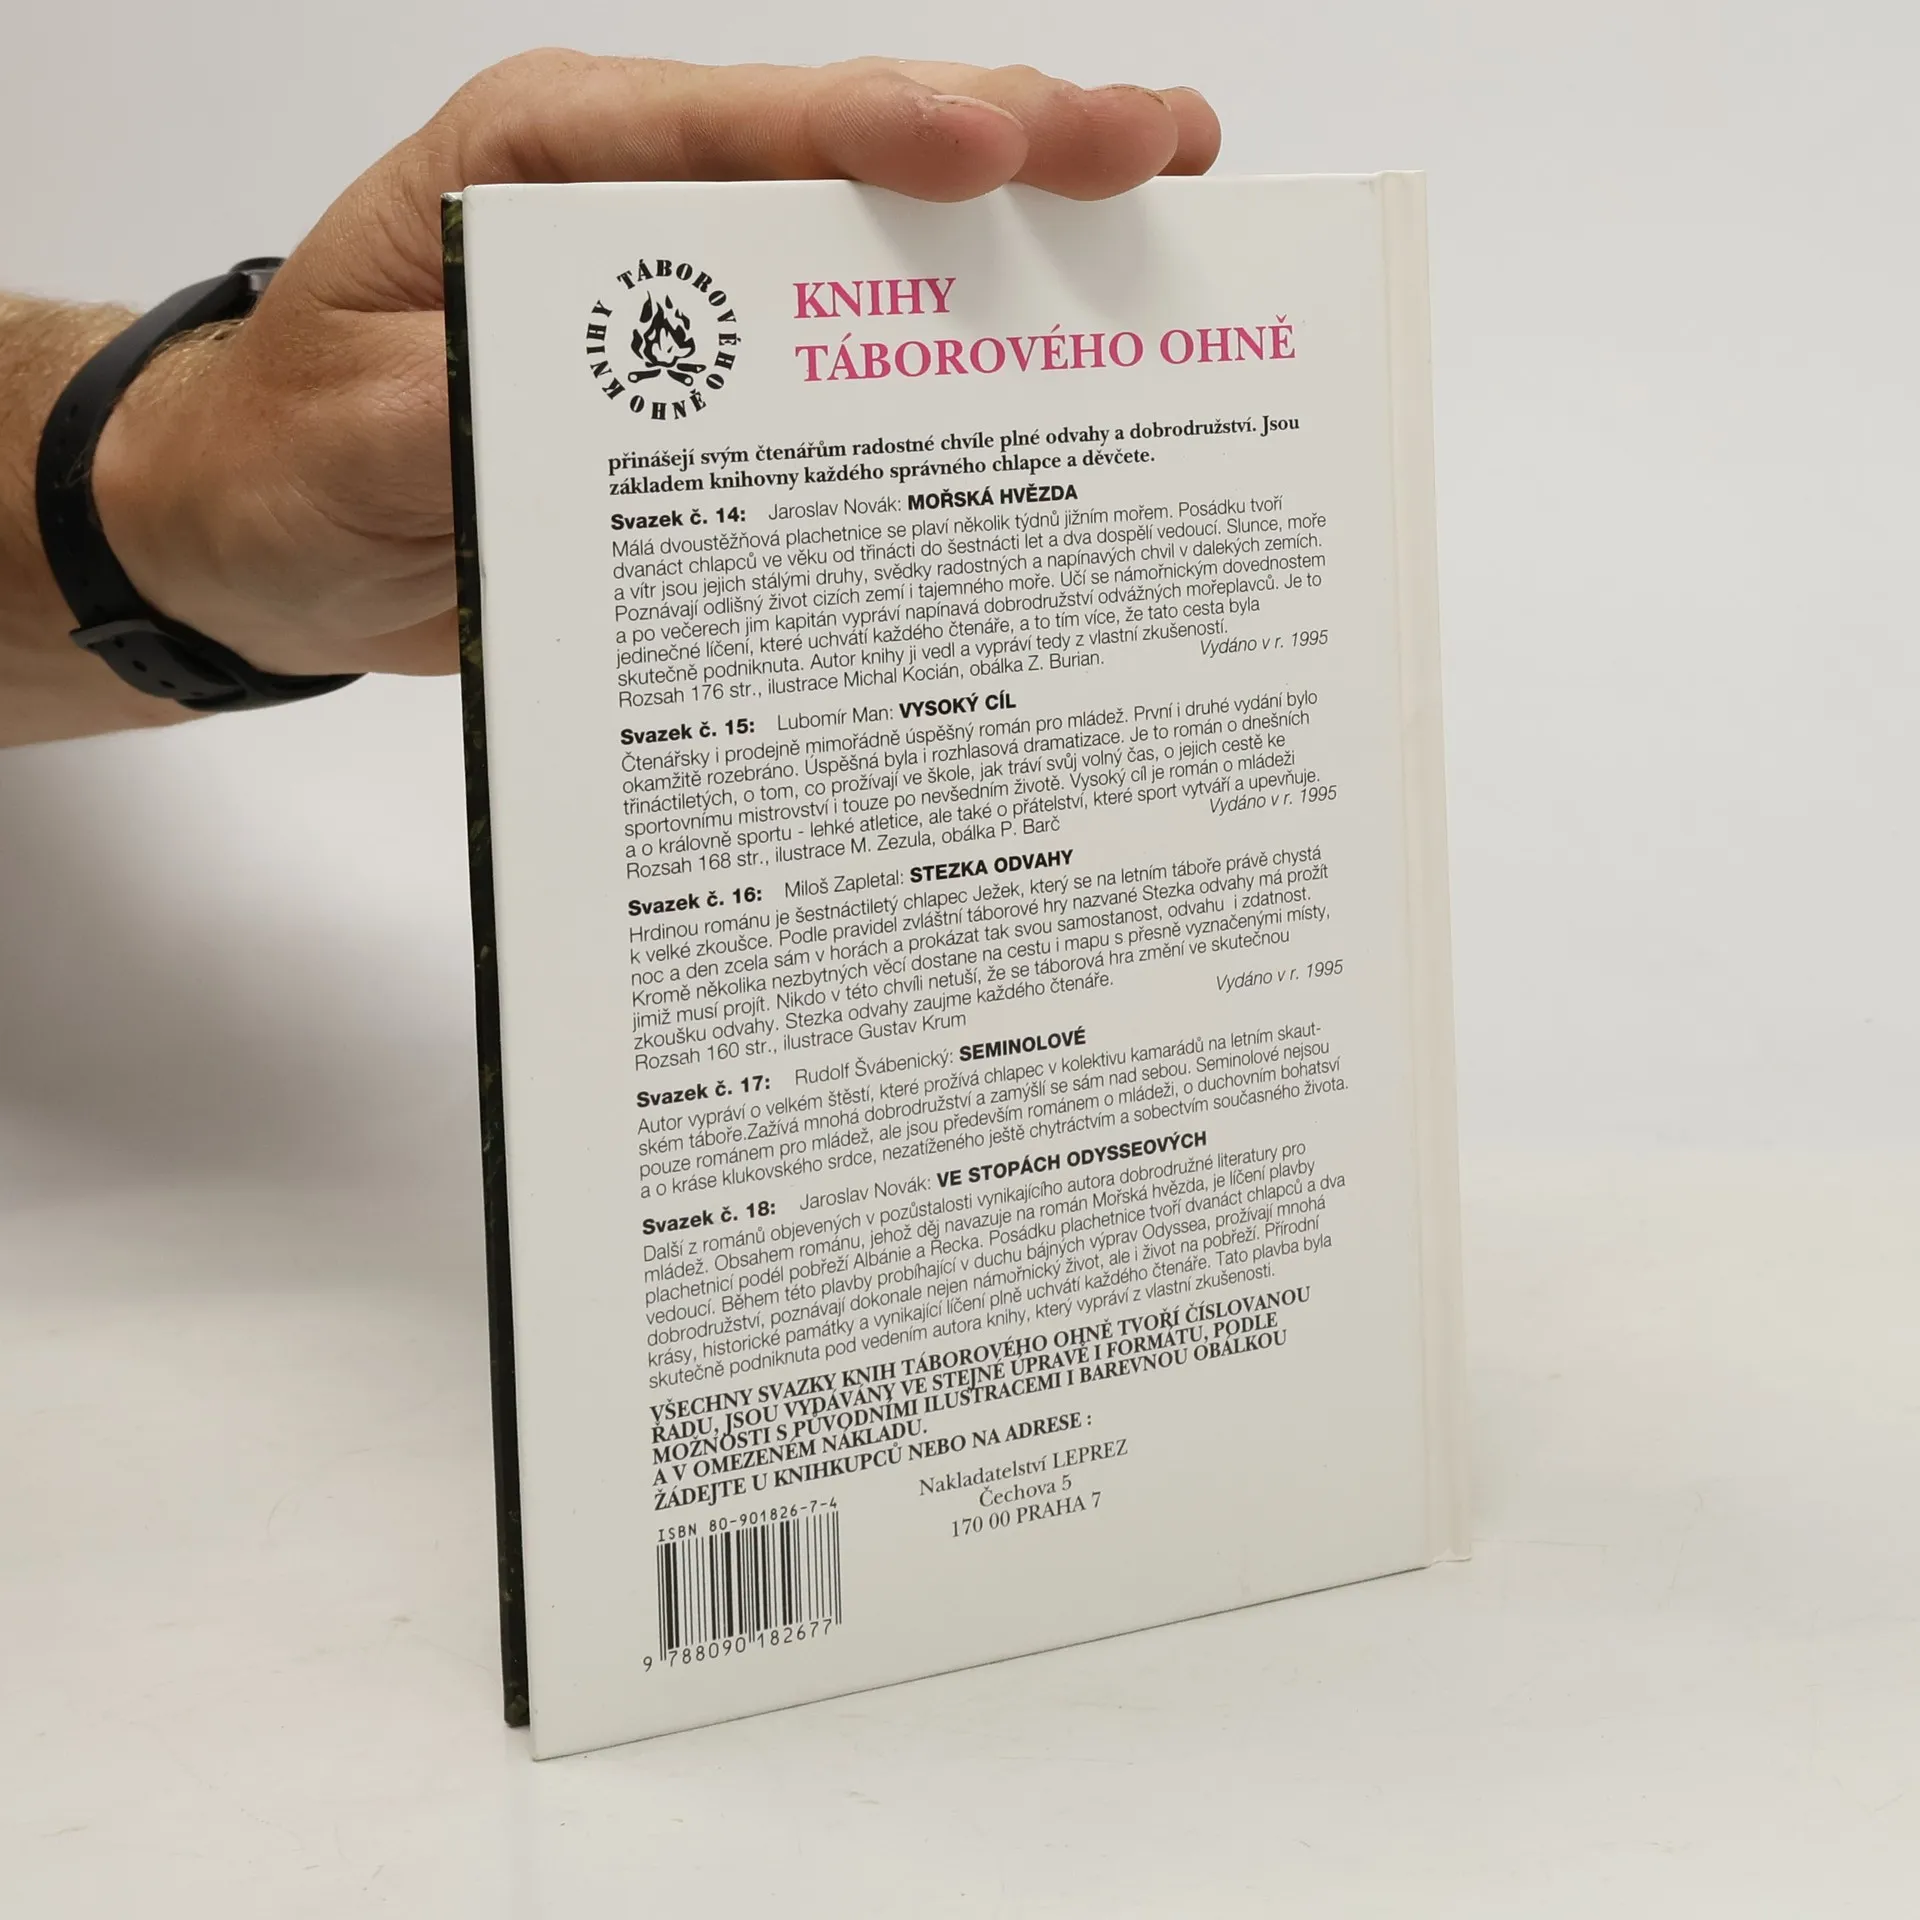 KNIHY TÁBOROVÉHO OHNĚ
KNIHY
TÁBOROVÉHO OHNĚ
přinášejí svým čtenářům radostné chvíle plné odvahy a dobrodružství. Jsou
základem knihovny každého správného chlapce a děvčete.
Svazek č. 14: Jaroslav Novák: MOŘSKÁ HVĚZDA
Málá dvoustěžňová plachetnice se plaví několik týdnů jižním mořem. Posádku tvoří
dvanáct chlapců ve věku od třinácti do šestnácti let a dva dospělí vedoucí. Slunce, moře
a vítr jsou jejich stálými druhy, svědky radostných a napínavých chvil v dalekých zemích.
Poznávají odlišný život cizích zemí i tajemného moře. Učí se námořnickým dovednostem
a po večerech jim kapitán vypráví napínavá dobrodružství odvážných mořeplavců. Je to
jedinečné líčení, které uchvátí každého čtenáře, a to tím více, že tato cesta byla
skutečně podniknuta. Autor knihy ji vedl a vypráví tedy z vlastní zkušeností.
Rozsah 176 str., ilustrace Michal Kocián, obálka Z. Burian. Vydáno v r. 1995
Svazek č. 15: Lubomír Man: VYSOKÝ CÍL
Čtenářsky i prodejně mimořádně úspěšný román pro mládež. První i druhé vydání bylo
okamžitě rozebráno. Úspěšná byla i rozhlasová dramatizace. Je to román o dnešních
třináctiletých, o tom, co prožívají ve škole, jak tráví svůj volný čas, o jejich cestě ke
sportovnímu mistrovství i touze po nevšedním životě. Vysoký cíl je román o mládeži
a o královně sportu - lehké atletice, ale také o přátelství, které sport vytváří a upevňuje.
Rozsah 168 str., ilustrace M. Zezula, obálka P. Barč Vydáno v r. 1995
Svazek č. 16: Miloš Zapletal: STEZKA ODVAHY
Hrdinou románu je šestnáctiletý chlapec Ježek, který se na letním táboře právě chystá
k velké zkoušce. Podle pravidel zvláštní táborové hry nazvané Stezka odvahy má prožít
noc a den zcela sám v horách a prokázat tak svou samostanost, odvahu i zdatnost.
Kromě několika nezbytných věcí dostane na cestu i mapu s přesně vyznačenými místy,
jimiž musí projít. Nikdo v této chvíli netuší, že se táborová hra změní ve skutečnou
zkoušku odvahy. Stezka odvahy zaujme každého čtenáře.
Rozsah 160 str., ilustrace Gustav Krum Vydáno v r. 1995
Svazek č. 17: Rudolf Švábenický: SEMINOLOVÉ
Autor vypráví o velkém štěstí, které prožívá chlapec v kolektivu kamarádů na letním skaut-
ském táboře.Zažívá mnohá dobrodružství a zamýšlí se sám nad sebou. Seminolové nejsou
pouze románem pro mládež, ale jsou především románem o mládeži, o duchovním bohatsví
a o kráse klukovského srdce, nezatíženého ještě chytráctvím a sobectvím současného života.
Svazek č. 18: Jaroslav Novák: VE STOPÁCH ODYSSEOVÝCH
Další z románů objevených v pozůstalosti vynikajícího autora dobrodružné literatury pro
mládež. Obsahem románu, jehož děj navazuje na román Mořská hvězda, je líčení plavby
plachetnicí podél pobřeží Albánie a Řecka. Posádku plachetnice tvoří dvanáct chlapců a dva
vedoucí. Během této plavby probíhající v duchu bájných výprav Odyssea, prožívají mnohá
dobrodružství, poznávají dokonale nejen námořnický život, ale i život na pobřeží. Přírodní
krásy, historické památky a vynikající líčení plně uchvátí každého čtenáře. Tato plavba byla
skutečně podniknuta pod vedením autora knihy, který vypráví z vlastní zkušenosti.
VŠECHNY SVAZKY KNIH TÁBOROVÉHO OHNĚ TVOŘÍ ČÍSLOVANOU
ŘADU, JSOU VYDÁVÁNY VE STEJNÉ ÚPRAVĚ I FORMÁTU, PODLE
MOŽNOSTI S PŮVODNÍMI ILUSTRACEMI I BAREVNOU OBÁLKOU
A V OMEZENÉM NÁKLADU.
ŽÁDEJTE U KNIHKUPCŮ NEBO NA ADRESE :
Nakladatelství LEPREZ
Čechova 5
170 00 PRAHA 7
ISBN 80-901826-7-4
9 788090 182677